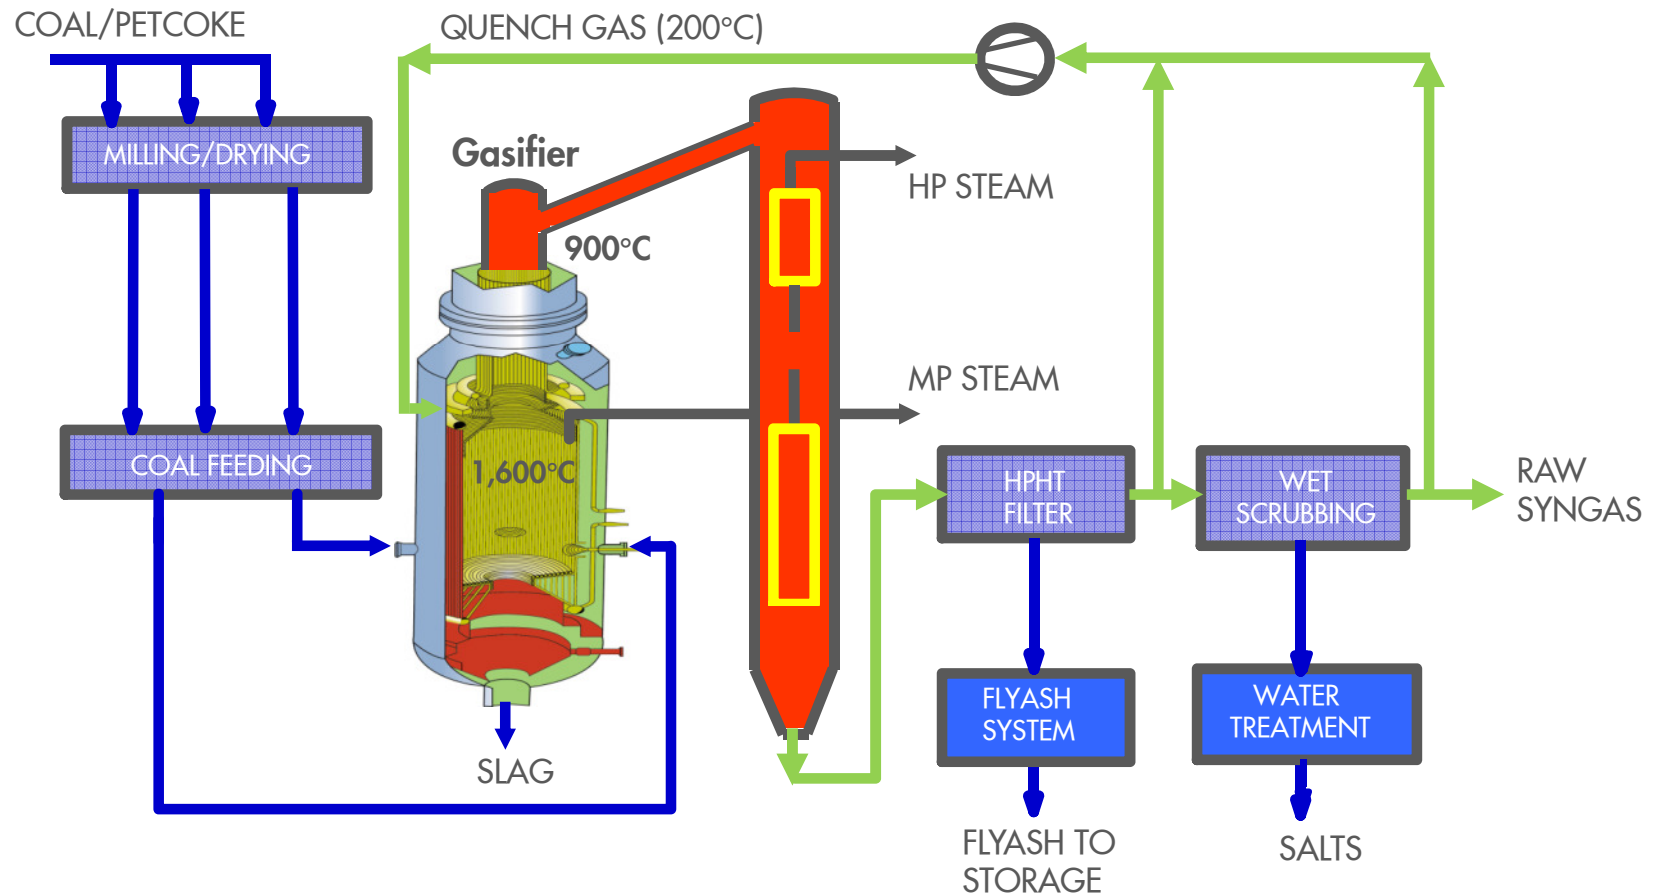 COAL/PETCOKE
QUENCH GAS (200°C)
MILLING/DRYING
Gasifier
HP STEAM
900°C
MP STEAM
COAL FEEDING
1,600°C
HPHT
FILTER
WET
SCRUBBING
RAW
SYNGAS
FLYASH
SYSTEM
WATER
TREATMENT
SLAG
FLYASH TO
STORAGE
SALTS